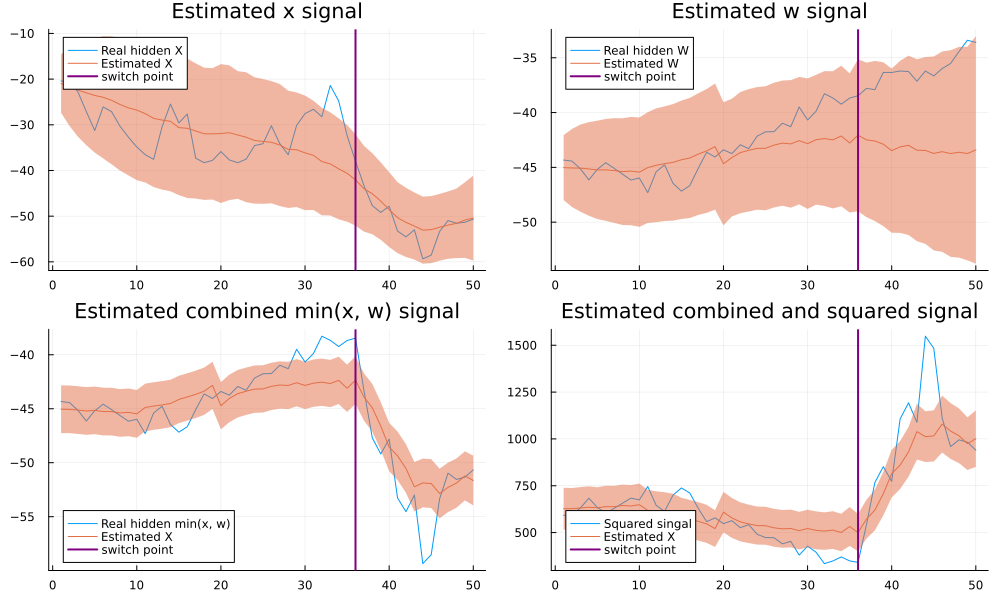 Estimated x signal
−10
−20
−30
−40
−50
−60
0
10
20
30
40
50
Real hidden X
Estimated X
switch point
Estimated w signal
−35
−40
−45
−50
0
10
20
30
40
50
Real hidden W
Estimated W
switch point
Estimated combined min(x, w) signal
−40
−45
−50
−55
0
10
20
30
40
50
Real hidden min(x, w)
Estimated X
switch point
Estimated combined and squared signal
1500
1250
1000
750
500
0
10
20
30
40
50
Squared singal
Estimated X
switch point